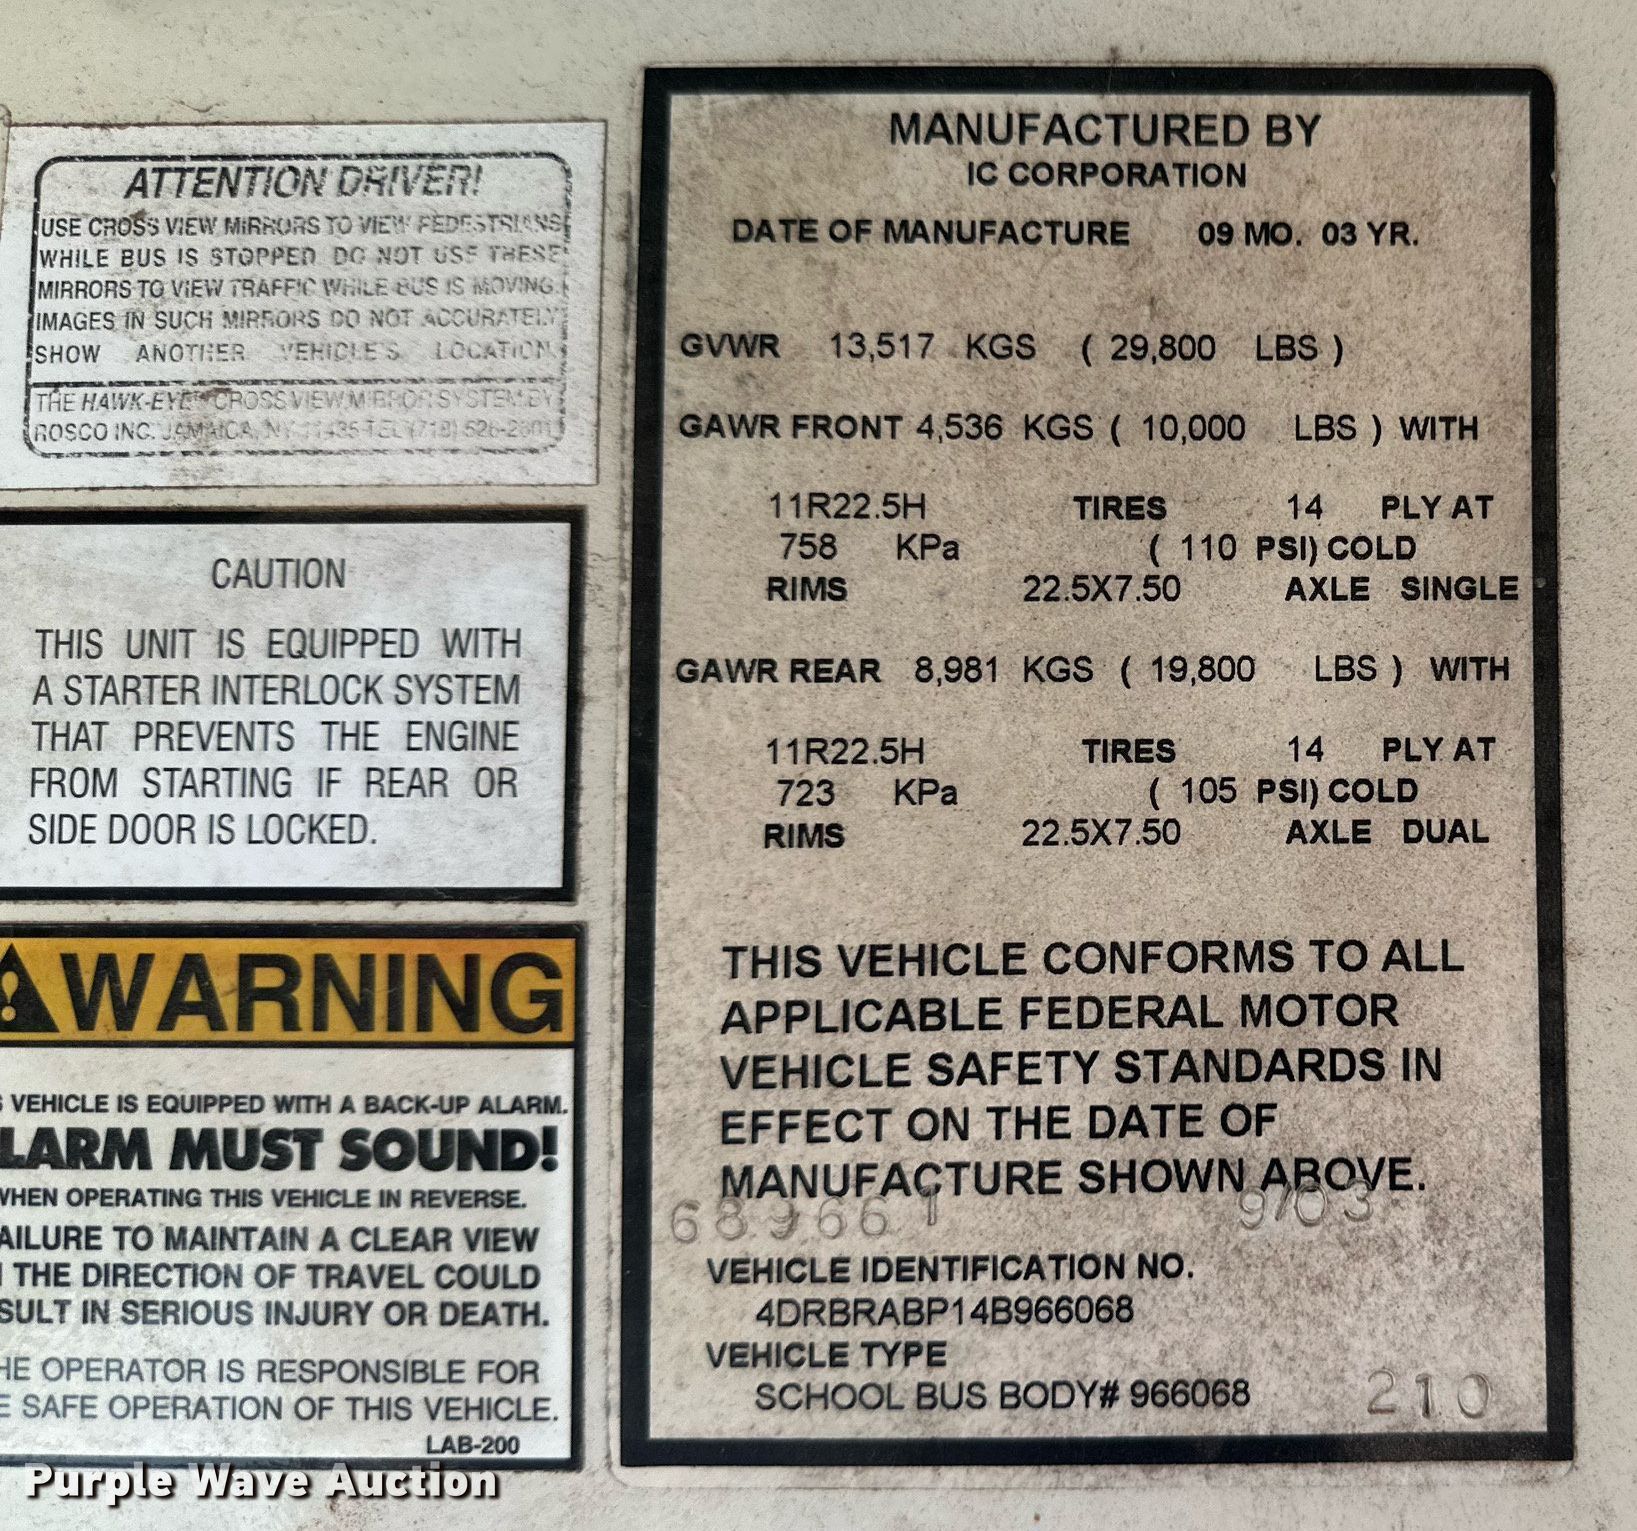 ATTENTION DRIVER!
USE CROSS VIEW MIRRORS TO VIEW PEDESTRIANS
WHILE BUS IS STOPPED. DO NOT USE THESE
MIRRORS TO VIEW TRAFFIC WHILE BUS IS MOVING.
IMAGES IN SUCH MIRRORS DO NOT ACCURATELY
SHOW ANOTHER VEHICLE'S LOCATION.
THE HAWK-EYE CROSS VIEW MIRROR SYSTEM BY
ROSCO INC. JAMAICA, NY 11435 TEL (718) 526-2601
CAUTION
THIS UNIT IS EQUIPPED WITH
A STARTER INTERLOCK SYSTEM
THAT PREVENTS THE ENGINE
FROM STARTING IF REAR OR
SIDE DOOR IS LOCKED.
WARNING
VEHICLE IS EQUIPPED WITH A BACK-UP ALARM.
LARM MUST SOUND!
WHEN OPERATING THIS VEHICLE IN REVERSE.
AILURE TO MAINTAIN A CLEAR VIEW
THE DIRECTION OF TRAVEL COULD
SULT IN SERIOUS INJURY OR DEATH.
HE OPERATOR IS RESPONSIBLE FOR
E SAFE OPERATION OF THIS VEHICLE.
LAB-200
MANUFACTURED BY
IC CORPORATION
DATE OF MANUFACTURE 09 MO. 03 YR.
GVWR 13,517 KGS ( 29,800 LBS )
GAWR FRONT 4,536 KGS ( 10,000 LBS ) WITH
11R22.5H TIRES 14 PLY AT
758 KPa ( 110 PSI) COLD
RIMS 22.5X7.50 AXLE SINGLE
GAWR REAR 8,981 KGS ( 19,800 LBS ) WITH
11R22.5H TIRES 14 PLY AT
723 KPa ( 105 PSI) COLD
RIMS 22.5X7.50 AXLE DUAL
THIS VEHICLE CONFORMS TO ALL
APPLICABLE FEDERAL MOTOR
VEHICLE SAFETY STANDARDS IN
EFFECT ON THE DATE OF
MANUFACTURE SHOWN ABOVE.
689661 9/03
VEHICLE IDENTIFICATION NO.
4DRBRABP14B966068
VEHICLE TYPE
SCHOOL BUS BODY# 966068
210
Purple Wave Auction